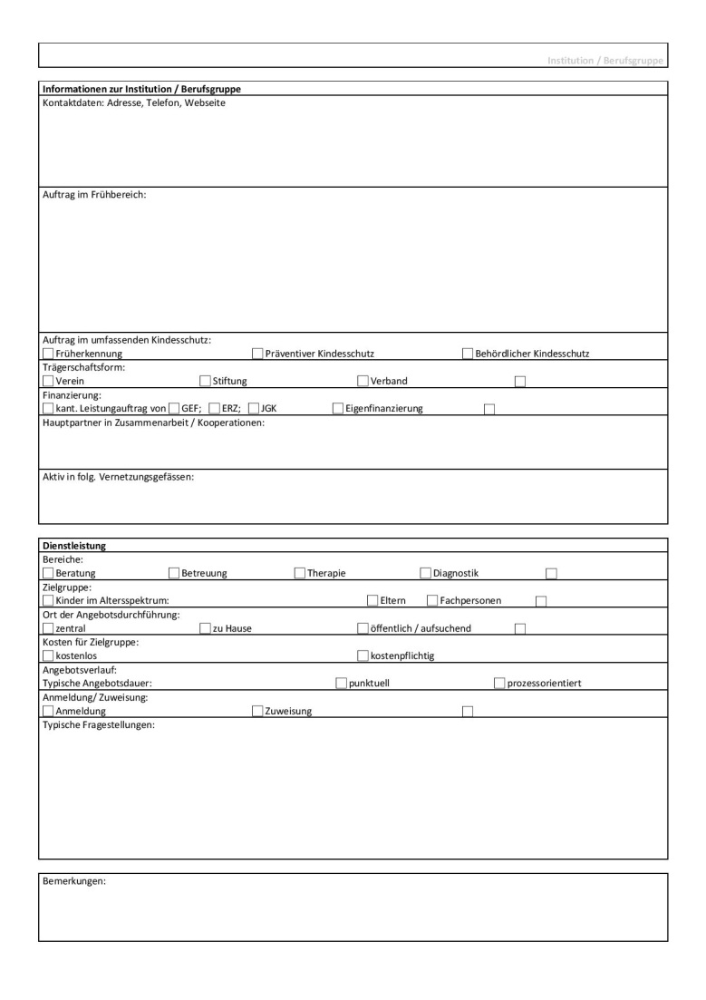 Institution / Berufsgruppe
Informationen zur Institution / Berufsgruppe
Kontaktdaten: Adresse, Telefon, Webseite
Auftrag im Frühbereich:
Auftrag im umfassenden Kindesschutz:
Früherkennung Präventiver Kindesschutz Behördlicher Kindesschutz
Trägerschaftsform:
Verein Stiftung Verband
Finanzierung:
kant. Leistungauftrag von GEF; ERZ; JGK Eigenfinanzierung
Hauptpartner in Zusammenarbeit / Kooperationen:
Aktiv in folg. Vernetzungsgefässen:
Dienstleistung
Bereiche:
Beratung Betreuung Therapie Diagnostik
Zielgruppe:
Kinder im Altersspektrum: Eltern Fachpersonen
Ort der Angebotsdurchführung:
zentral zu Hause öffentlich / aufsuchend
Kosten für Zielgruppe:
kostenlos kostenpflichtig
Angebotsverlauf:
Typische Angebotsdauer: punktuell prozessorientiert
Anmeldung/ Zuweisung:
Anmeldung Zuweisung
Typische Fragestellungen:
Bemerkungen: